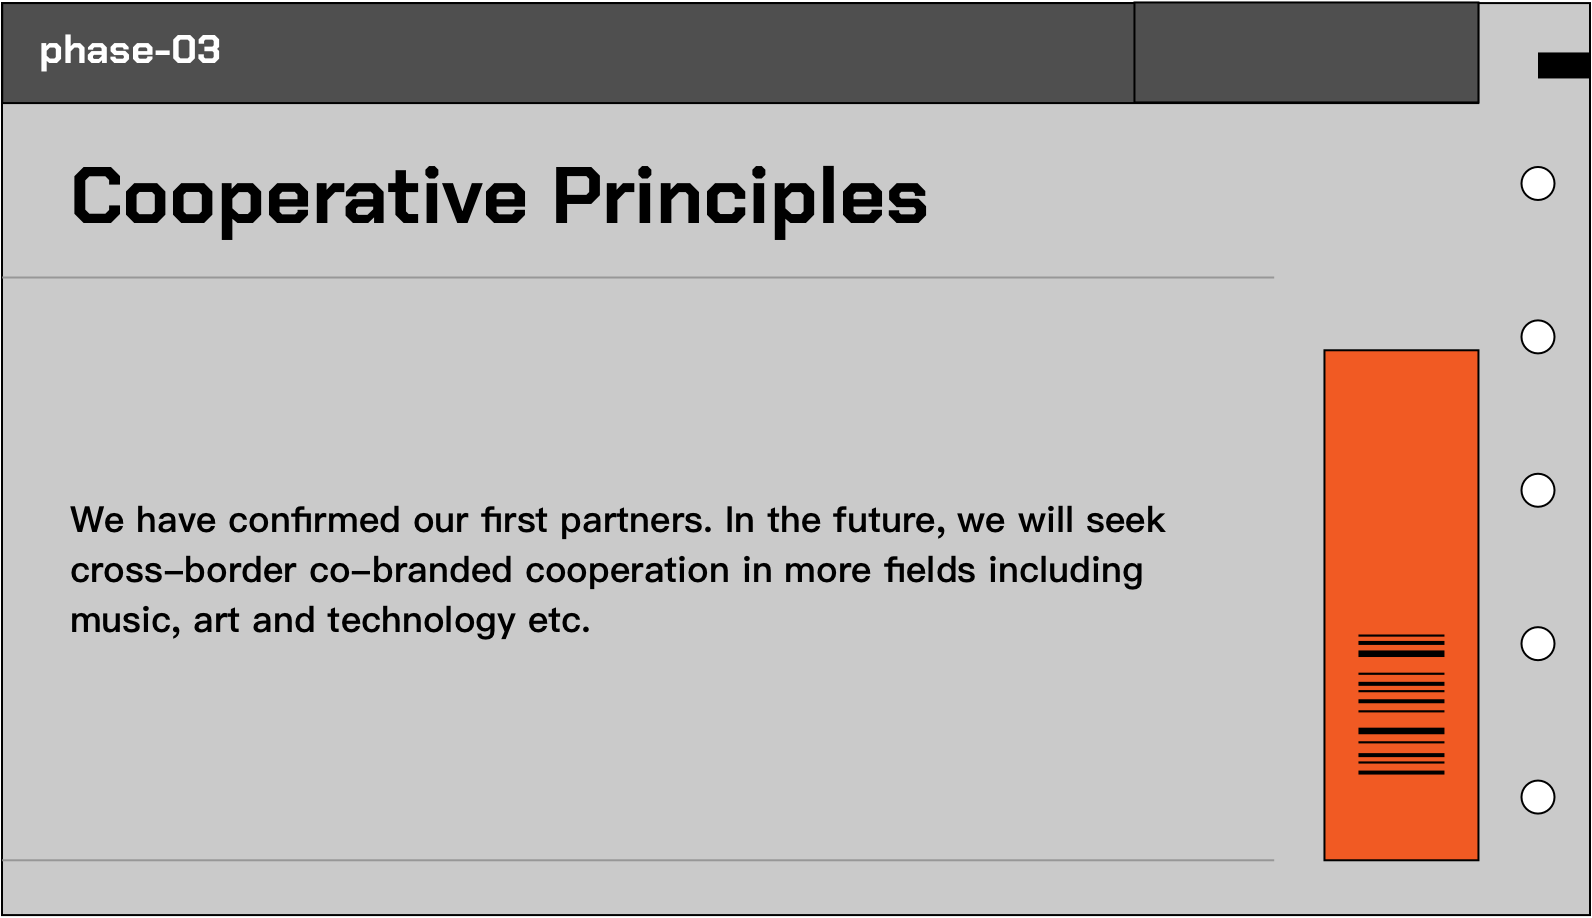 phase-03
Cooperative Principles
We have confirmed our first partners. In the future, we will seek
cross-border co-branded cooperation in more fields including
music, art and technology etc.